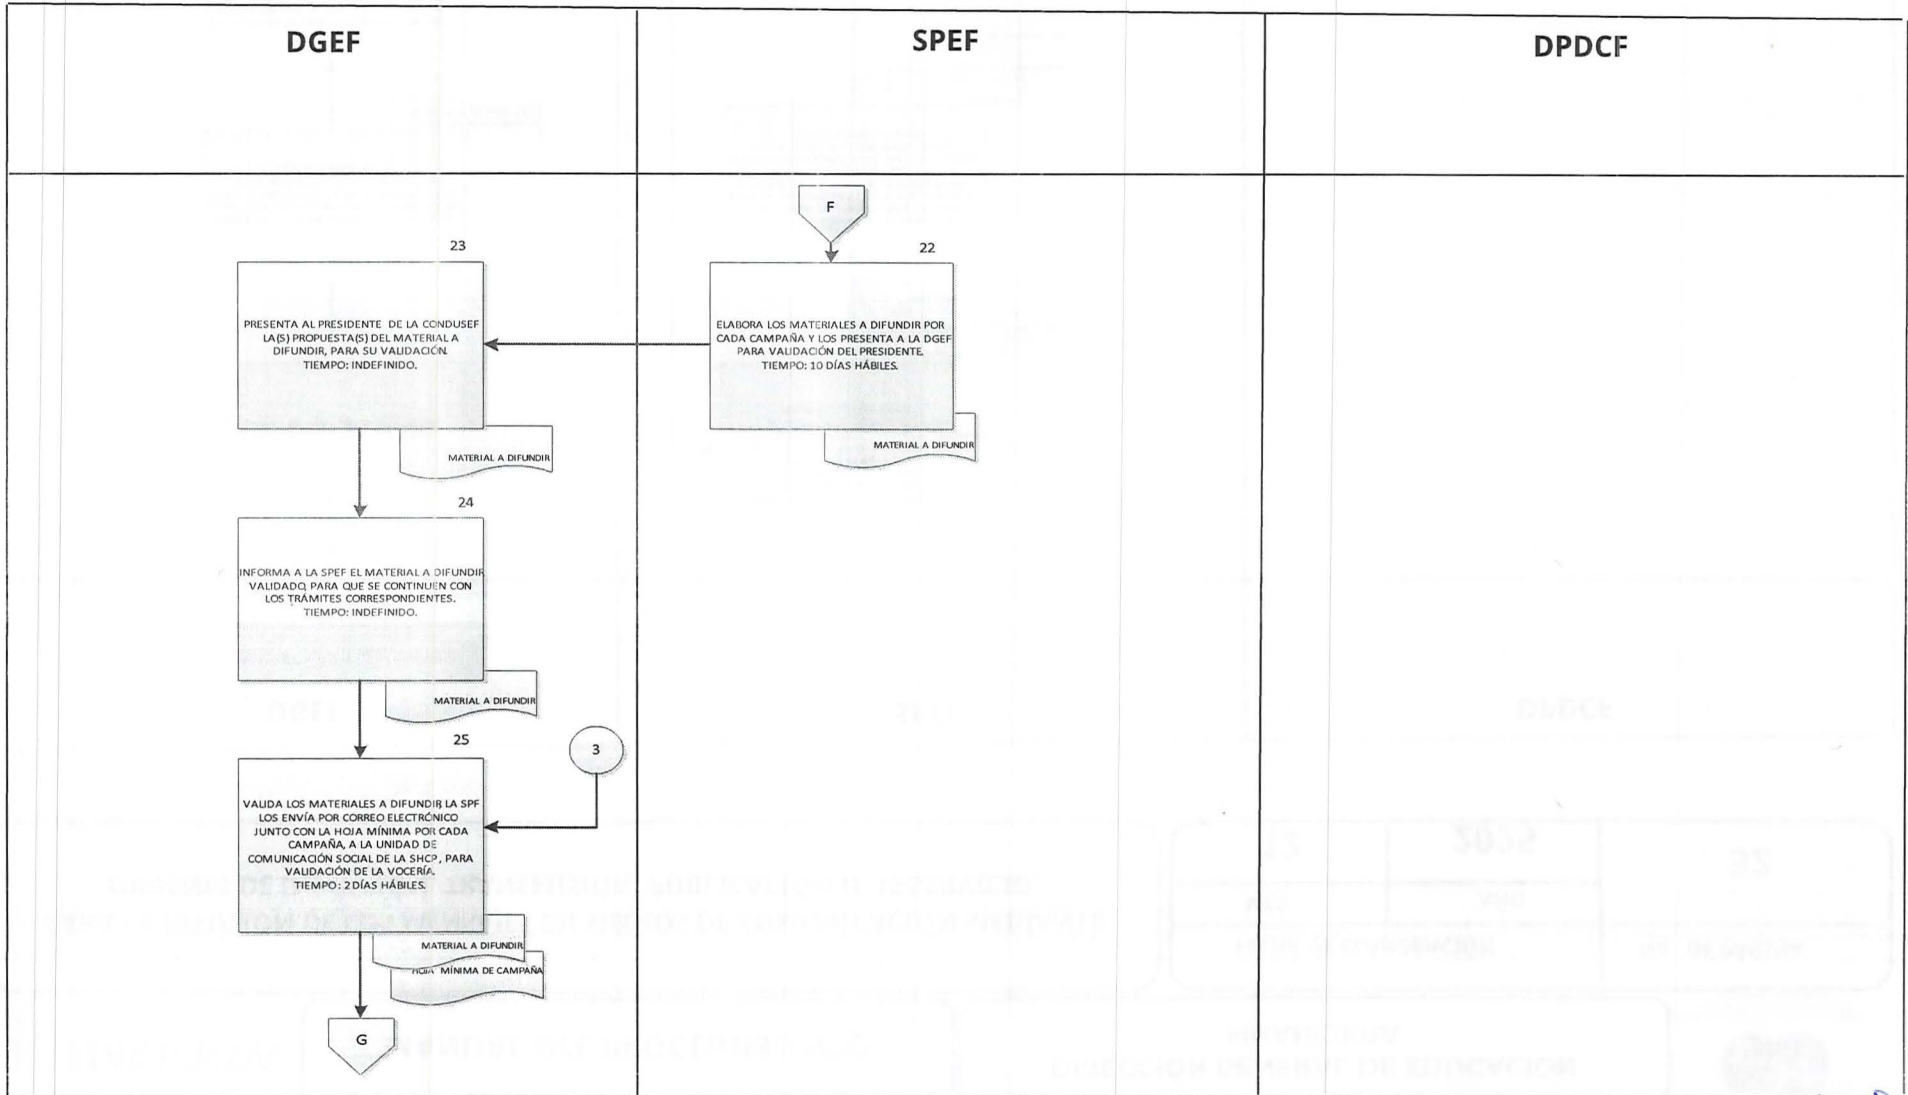 DGEF
SPEF
DPDCF
F
22
ELABORA LOS MATERIALES A DIFUNDIR POR
CADA CAMPAÑA Y LOS PRESENTA A LA DGEF
PARA VALIDACIÓN DEL PRESIDENTE.
TIEMPO: 10 DÍAS HÁBILES.
MATERIAL A DIFUNDIR
23
PRESENTA AL PRESIDENTE DE LA CONDUSEF
LA(S) PROPUESTA(S) DEL MATERIAL A
DIFUNDIR, PARA SU VALIDACIÓN.
TIEMPO: INDEFINIDO.
MATERIAL A DIFUNDIR
24
INFORMA A LA SPEF EL MATERIAL A DIFUNDIR
VALIDADO, PARA QUE SE CONTINUEN CON
LOS TRÁMITES CORRESPONDIENTES.
TIEMPO: INDEFINIDO.
MATERIAL A DIFUNDIR
25
3
VALIDA LOS MATERIALES A DIFUNDIR, LA SPF
LOS ENVÍA POR CORREO ELECTRÓNICO
JUNTO CON LA HOJA MÍNIMA POR CADA
CAMPAÑA, A LA UNIDAD DE
COMUNICACIÓN SOCIAL DE LA SHCP, PARA
VALIDACIÓN DE LA VOCERÍA.
TIEMPO: 2 DÍAS HÁBILES.
MATERIAL A DIFUNDIR
HOJA MÍNIMA DE CAMPAÑA
G